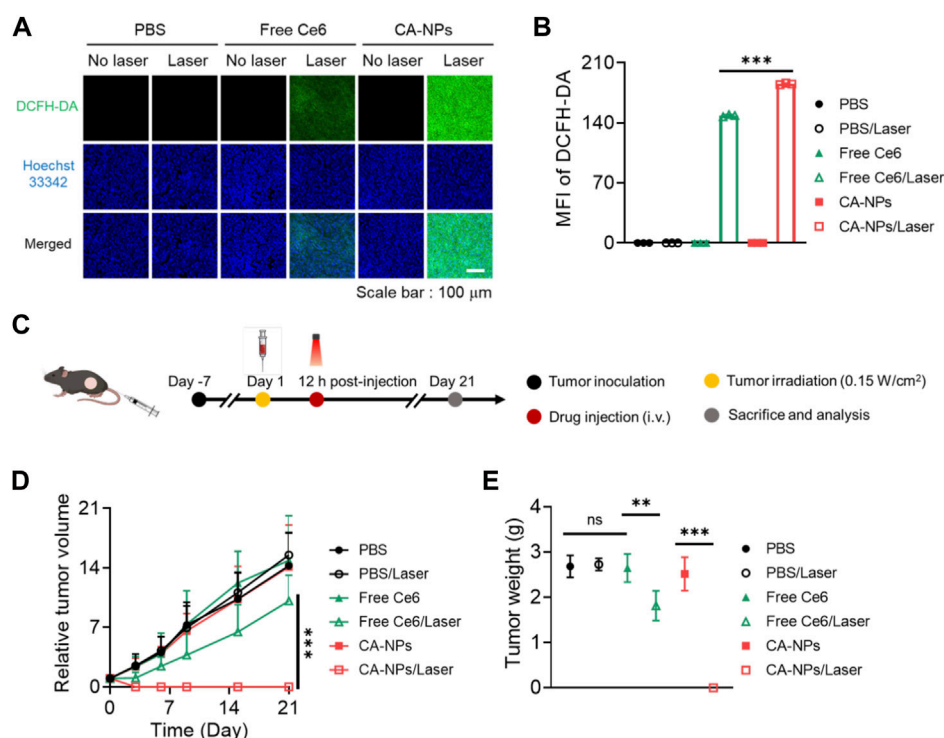 A
PBS Free Ce6 CA-NPs
No laser Laser No laser Laser No laser Laser
DCFH-DA
Hoechst
33342
Merged
Scale bar : 100 μm
B
MFI of DCFH-DA
210
140
70
0
***
PBS
PBS/Laser
Free Ce6
Free Ce6/Laser
CA-NPs
CA-NPs/Laser
C
Day -7 Day 1 12 h post-injection Day 21
Tumor inoculation
Tumor irradiation (0.15 W/cm²)
Drug injection (i.v.)
Sacrifice and analysis
D
Relative tumor volume
21
14
7
0
0 7 14 21
Time (Day)
***
PBS
PBS/Laser
Free Ce6
Free Ce6/Laser
CA-NPs
CA-NPs/Laser
E
Tumor weight (g)
4
3
2
1
0
ns
**
***
PBS
PBS/Laser
Free Ce6
Free Ce6/Laser
CA-NPs
CA-NPs/Laser